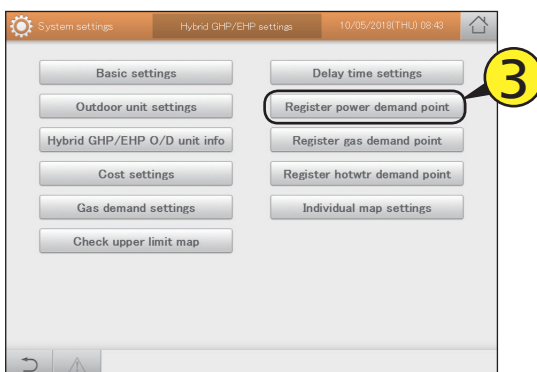 System settings
Hybrid GHP/EHP settings
10/05/2018(THU) 08:43
Basic settings
Delay time settings
3
Outdoor unit settings
Register power demand point
Hybrid GHP/EHP O/D unit info
Register gas demand point
Cost settings
Register hotwtr demand point
Gas demand settings
Individual map settings
Check upper limit map